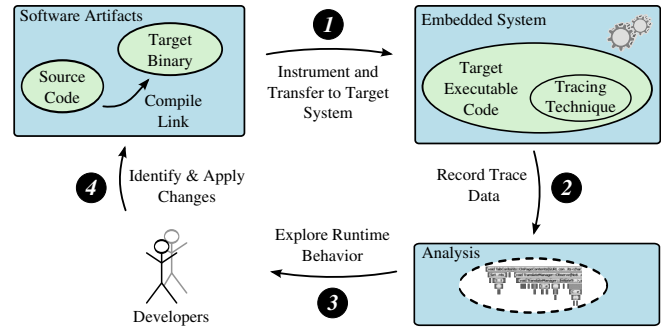 Software Artifacts
Target
Binary
Source
Code
Compile
Link
1
Instrument and
Transfer to Target
System
Embedded System
Target
Executable
Code
Tracing
Technique
Record Trace
Data
2
Analysis
Explore Runtime
Behavior
3
Developers
4
Identify & Apply
Changes